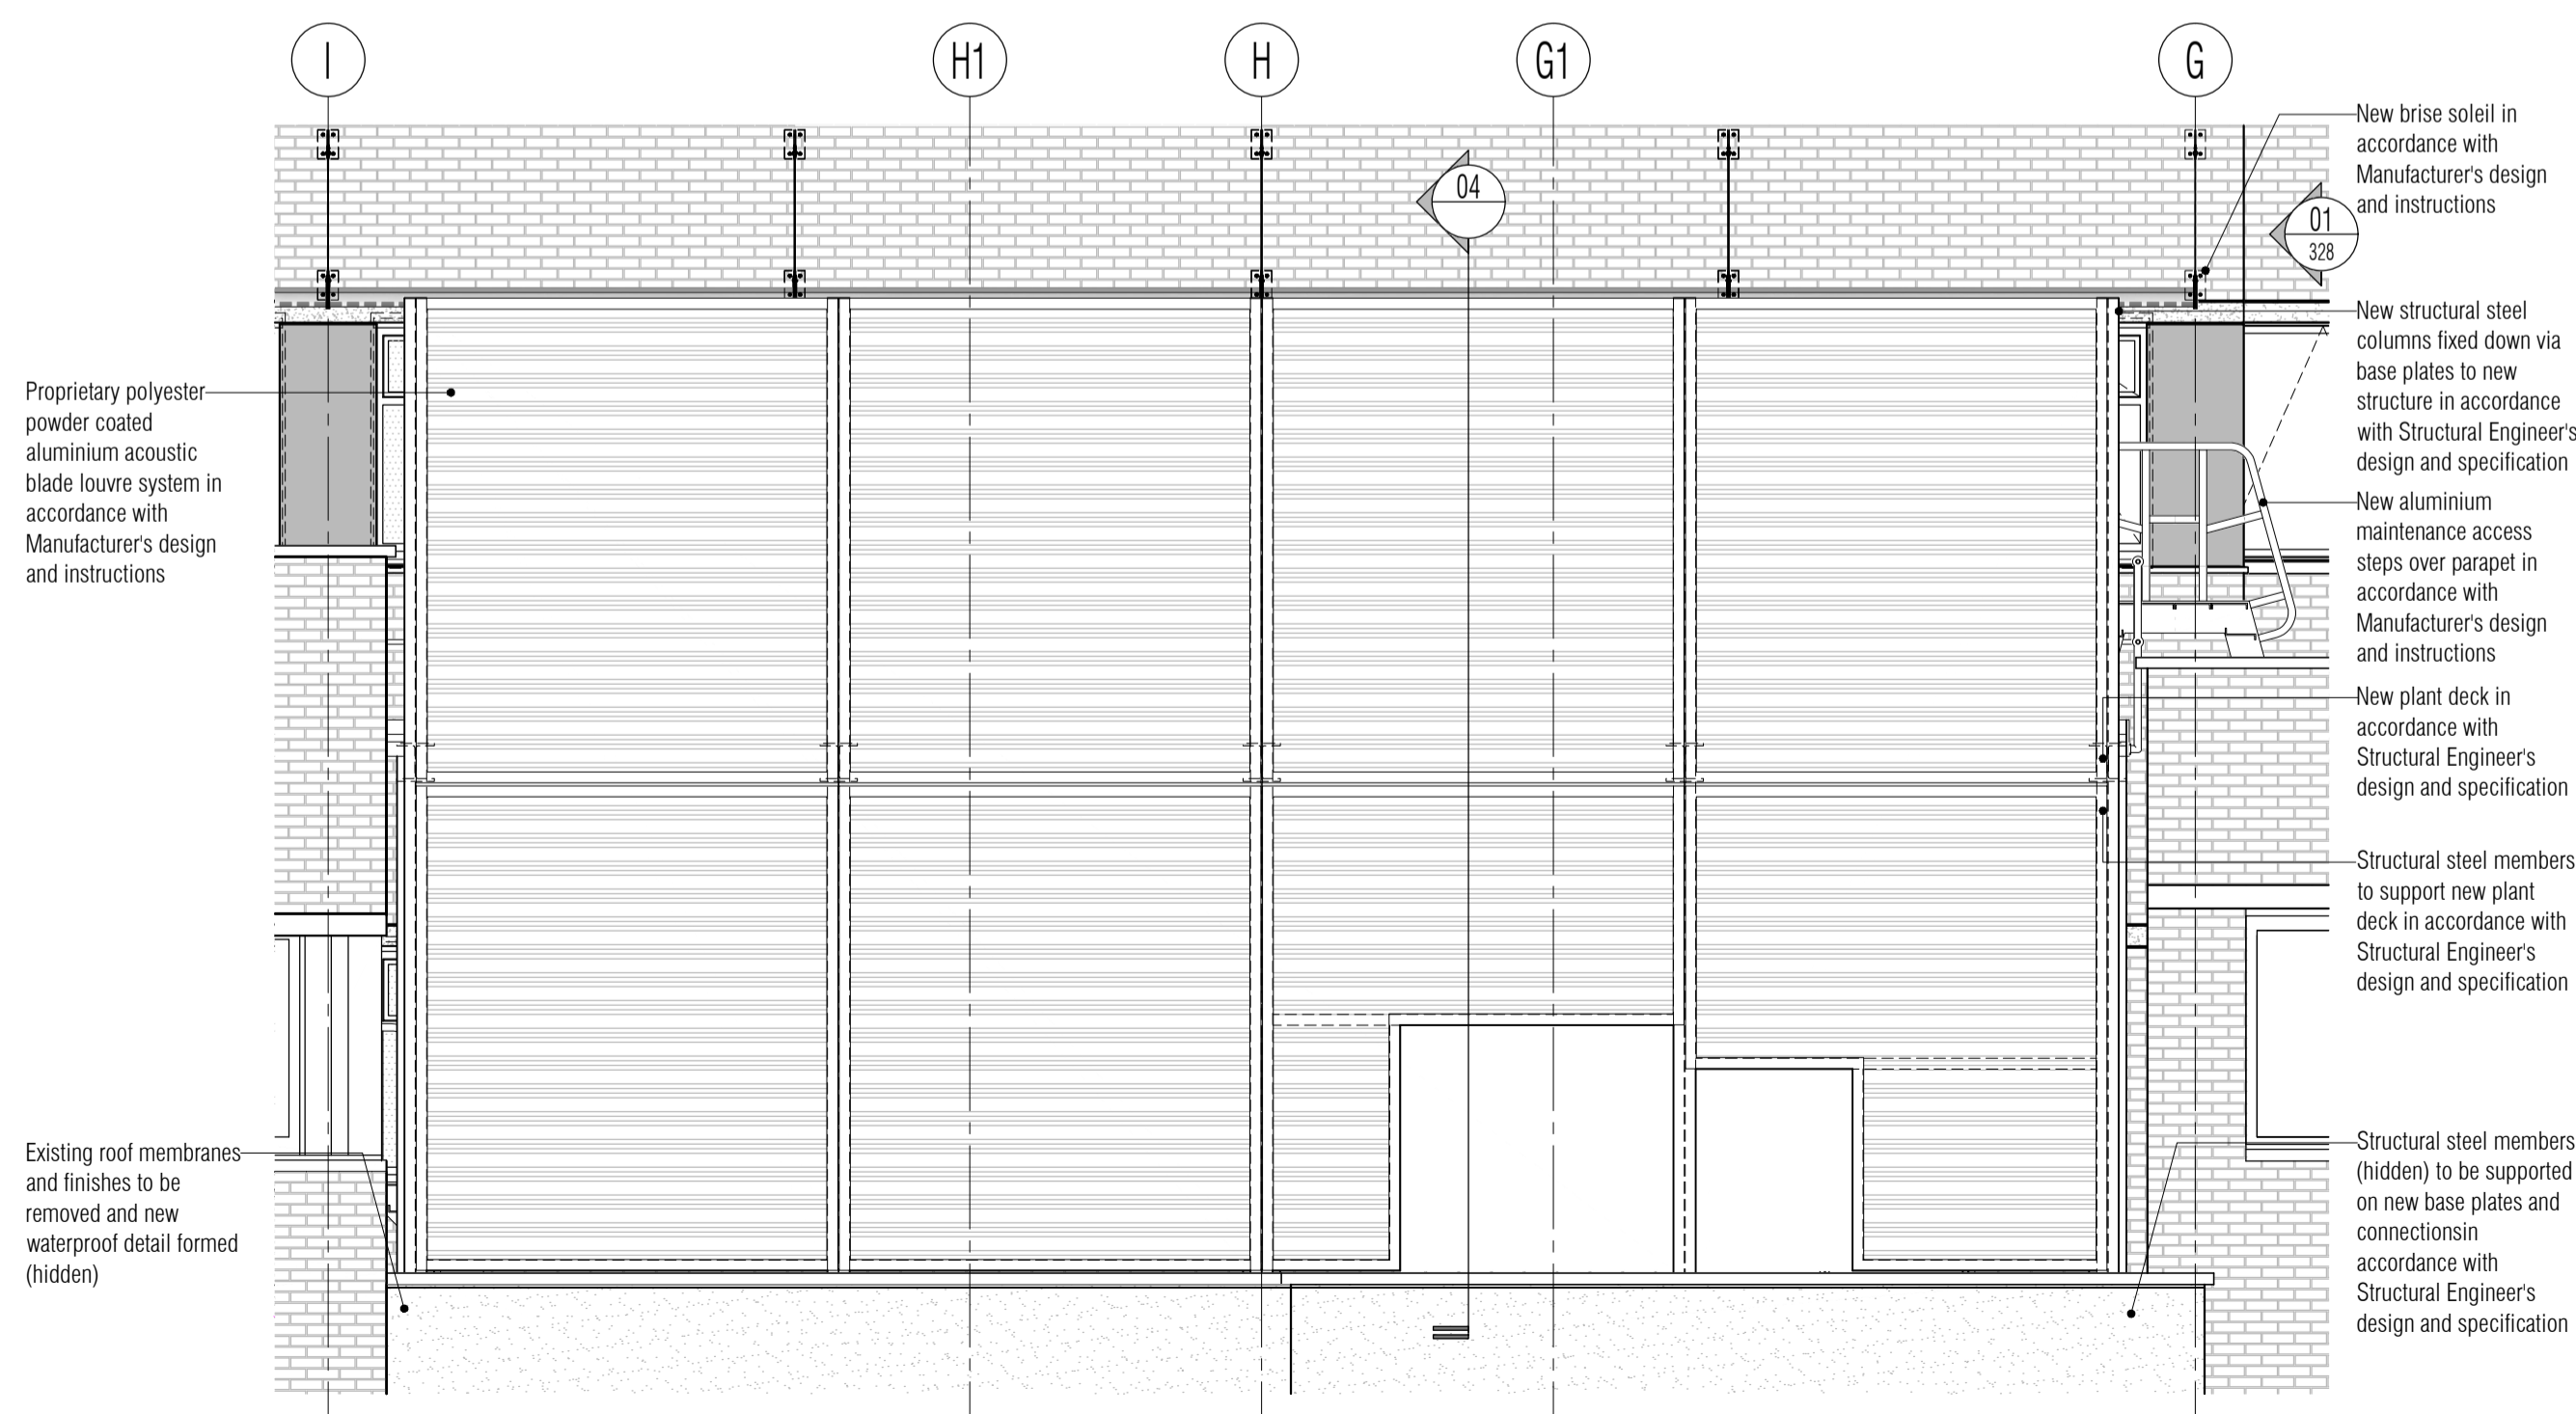 I
H1
H
G1
G
04
01
328
Proprietary polyester
powder coated
aluminium acoustic
blade louvre system in
accordance with
Manufacturer's design
and instructions
Existing roof membranes
and finishes to be
removed and new
waterproof detail formed
(hidden)
New brise soleil in
accordance with
Manufacturer's design
and instructions
New structural steel
columns fixed down via
base plates to new
structure in accordance
with Structural Engineer's
design and specification
New aluminium
maintenance access
steps over parapet in
accordance with
Manufacturer's design
and instructions
New plant deck in
accordance with
Structural Engineer's
design and specification
Structural steel members
to support new plant
deck in accordance with
Structural Engineer's
design and specification
Structural steel members
(hidden) to be supported
on new base plates and
connectionsin
accordance with
Structural Engineer's
design and specification